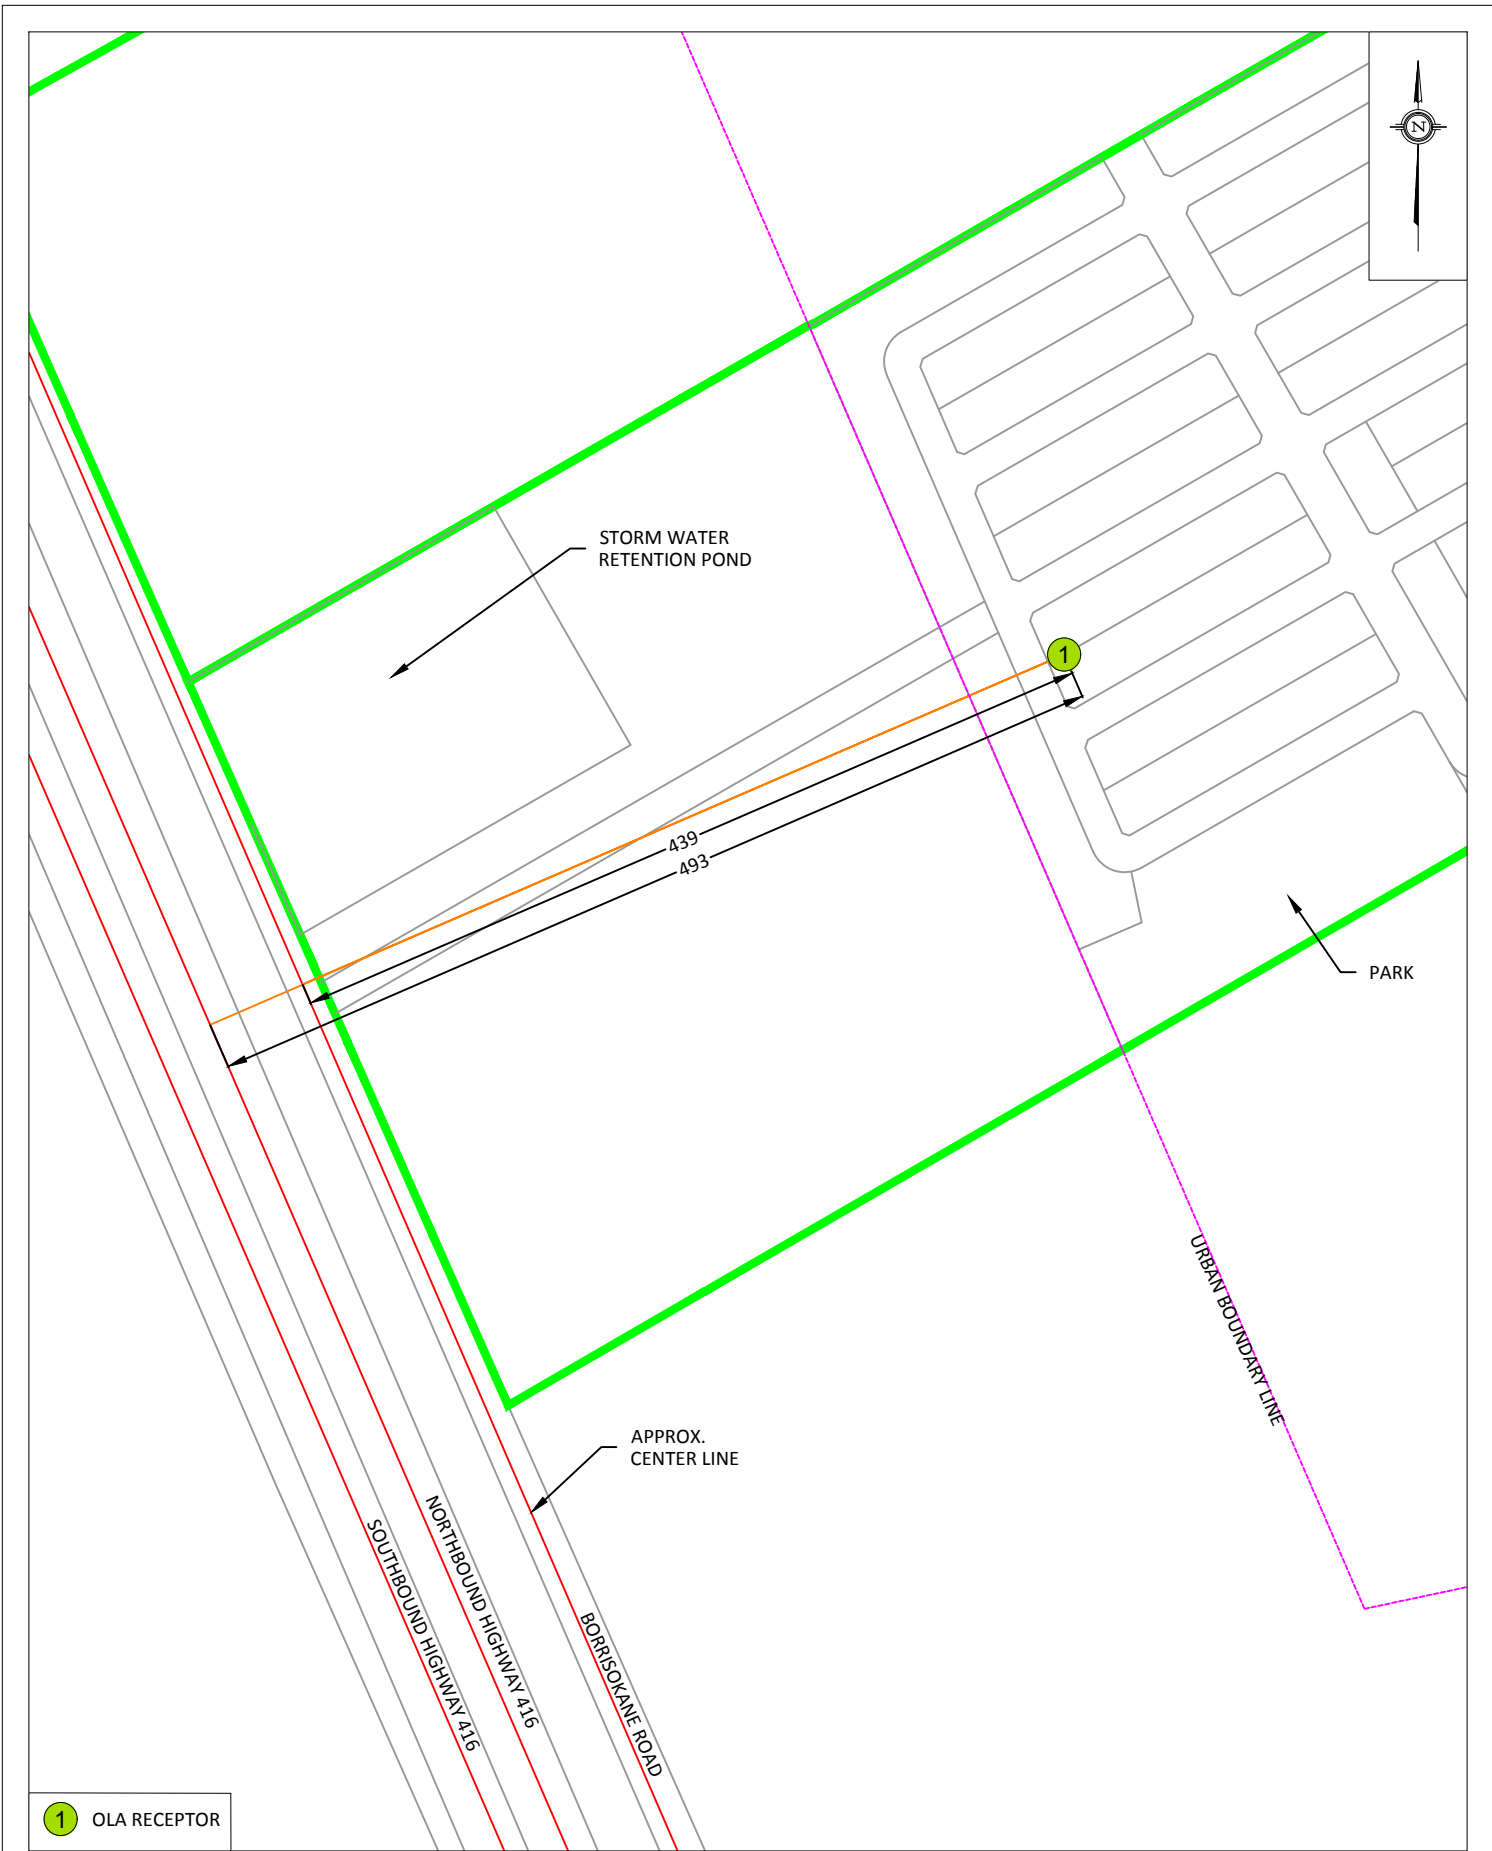 N
STORM WATER
RETENTION POND
1
439
493
PARK
URBAN BOUNDARY LINE
APPROX.
CENTER LINE
SOUTHBOUND HIGHWAY 416
NORTHBOUND HIGHWAY 416
BORRISOKANE ROAD
1 OLA RECEPTOR